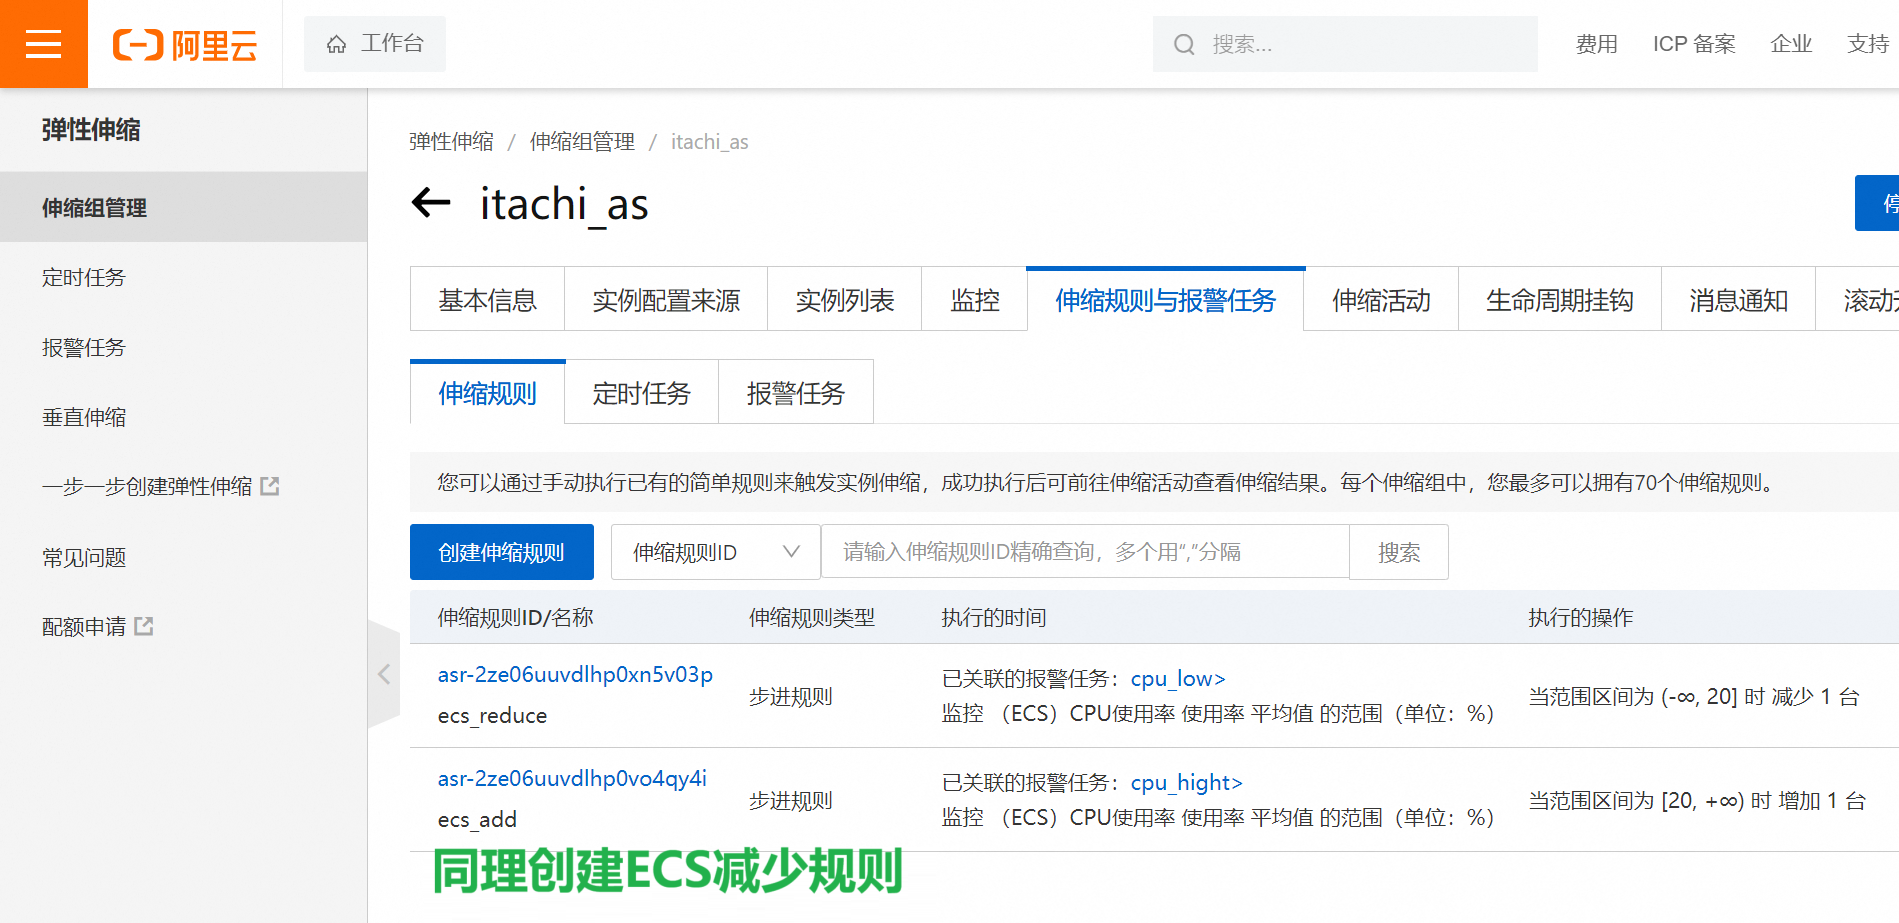 阿里云
工作台
搜索...
费用
ICP 备案
企业
支持
弹性伸缩
伸缩组管理
定时任务
报警任务
垂直伸缩
一步一步创建弹性伸缩
常见问题
配额申请
弹性伸缩 / 伸缩组管理 / itachi_as
itachi_as
停
基本信息
实例配置来源
实例列表
监控
伸缩规则与报警任务
伸缩活动
生命周期挂钩
消息通知
滚动
伸缩规则
定时任务
报警任务
您可以通过手动执行已有的简单规则来触发实例伸缩，成功执行后可前往伸缩活动查看伸缩结果。每个伸缩组中，您最多可以拥有70个伸缩规则。
创建伸缩规则
伸缩规则ID
请输入伸缩规则ID精确查询，多个用“,”分隔
搜索
伸缩规则ID/名称
伸缩规则类型
执行的时间
执行的操作
asr-2ze06uuvdlhp0xn5v03p
ecs_reduce
步进规则
已关联的报警任务：cpu_low>
监控 （ECS）CPU使用率 使用率 平均值 的范围（单位：%）
当范围区间为 (-∞, 20] 时 减少 1 台
asr-2ze06uuvdlhp0vo4qy4i
ecs_add
步进规则
已关联的报警任务：cpu_hight>
监控 （ECS）CPU使用率 使用率 平均值 的范围（单位：%）
当范围区间为 [20, +∞) 时 增加 1 台
同理创建ECS减少规则